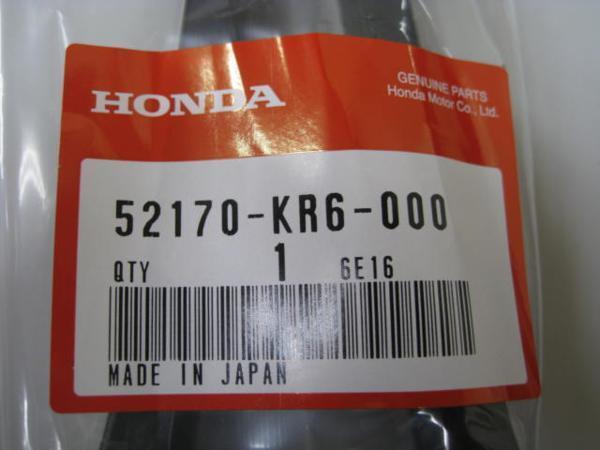 HONDA
GENUINE PARTS
Honda Motor Co., Ltd.
52170-KR6-000
QTY 1 6E16
MADE IN JAPAN